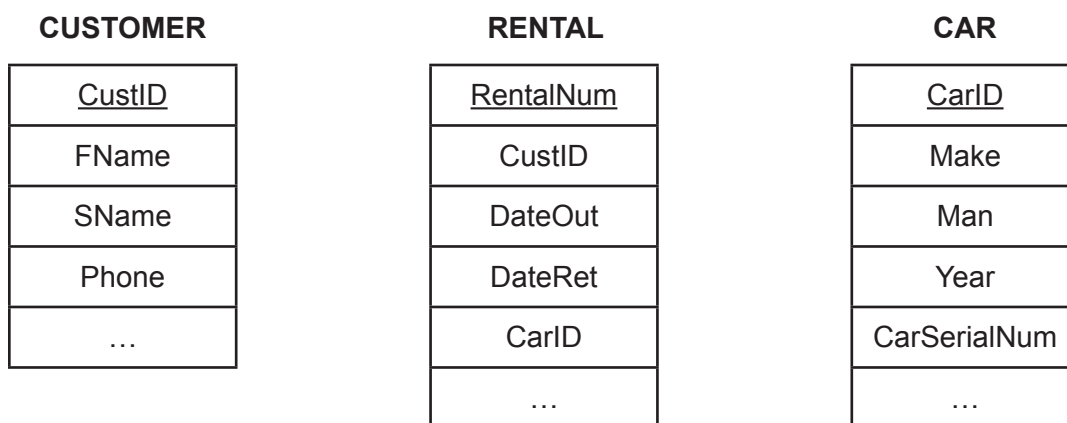 CUSTOMER
CustID
FName
SName
Phone
…
RENTAL
RentalNum
CustID
DateOut
DateRet
CarID
…
CAR
CarID
Make
Man
Year
CarSerialNum
…